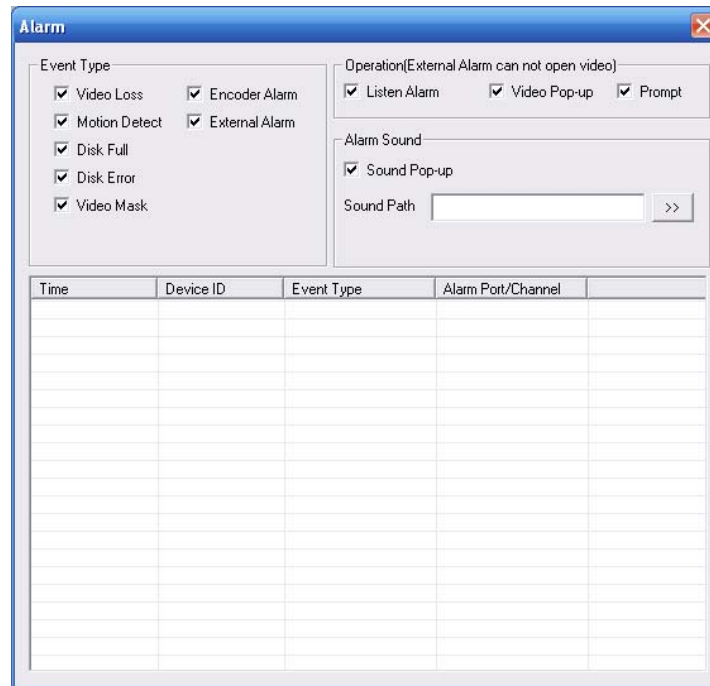 Alarm
Event Type
Video Loss
Encoder Alarm
Motion Detect
External Alarm
Disk Full
Disk Error
Video Mask
Operation(External Alarm can not open video)
Listen Alarm
Video Pop-up
Prompt
Alarm Sound
Sound Pop-up
Sound Path
>>
Time
Device ID
Event Type
Alarm Port/Channel